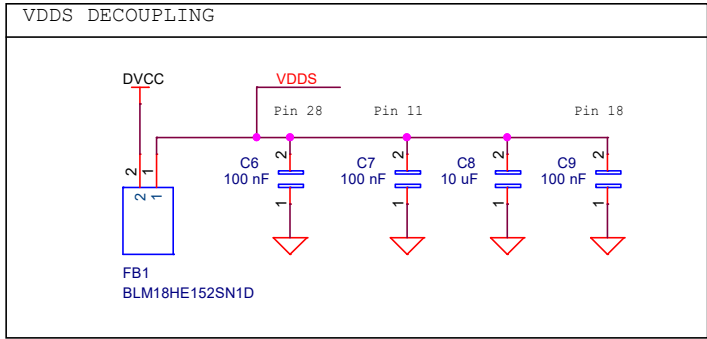 VDDS DECOUPLING
DVCC
VDDS
Pin 28
Pin 11
Pin 18
2
1
2
1
C6
100 nF
2
1
C7
100 nF
2
1
C8
10 uF
2
1
C9
100 nF
2
1
FB1
BLM18HE152SN1D